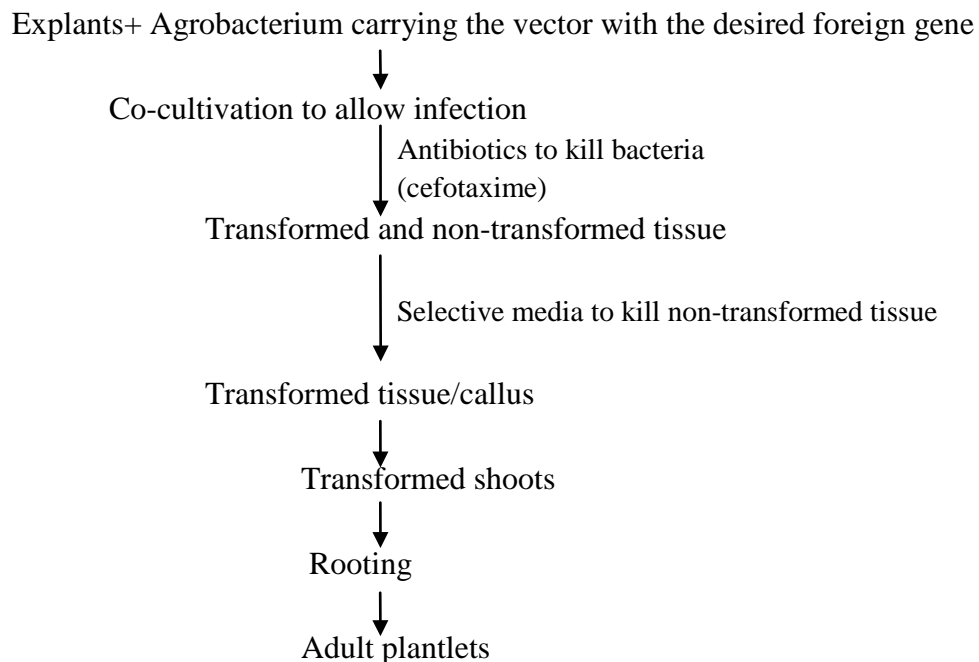 Explants+ Agrobacterium carrying the vector with the desired foreign gene
Co-cultivation to allow infection
Antibiotics to kill bacteria
(cefotaxime)
Transformed and non-transformed tissue
Selective media to kill non-transformed tissue
Transformed tissue/callus
Transformed shoots
Rooting
Adult plantlets